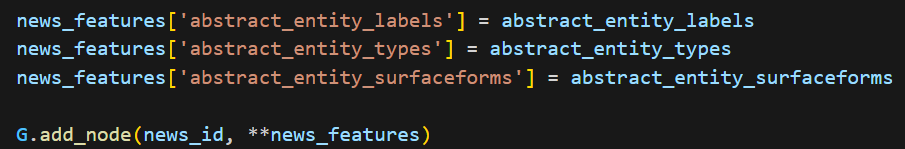 news_features['abstract_entity_labels'] = abstract_entity_labels
news_features['abstract_entity_types'] = abstract_entity_types
news_features['abstract_entity_surfaceforms'] = abstract_entity_surfaceforms
G.add_node(news_id, **news_features)